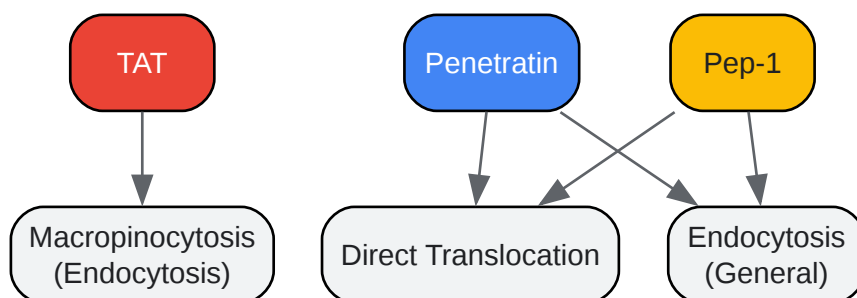 TAT
Penetratin
Pep-1
Macropinocytosis
(Endocytosis)
Direct Translocation
Endocytosis
(General)